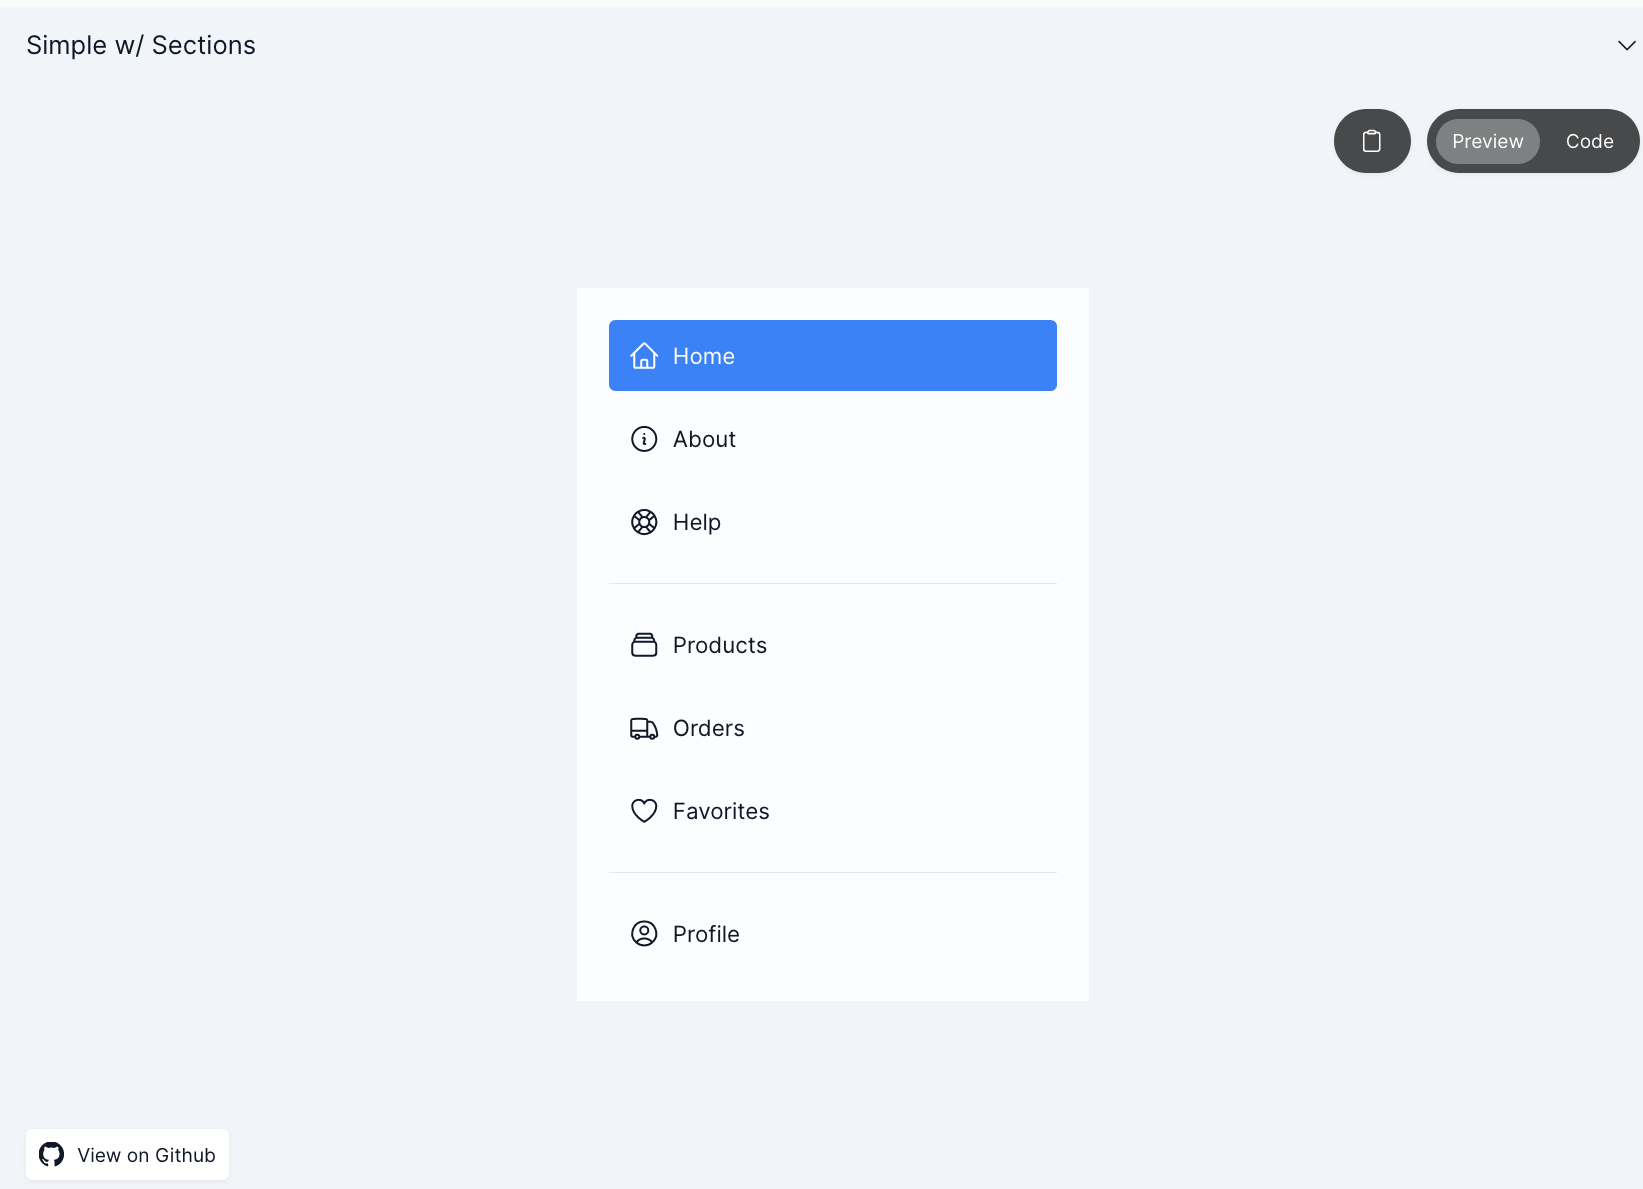 Simple w/ Sections
Preview
Code
Home
About
Help
Products
Orders
Favorites
Profile
View on Github